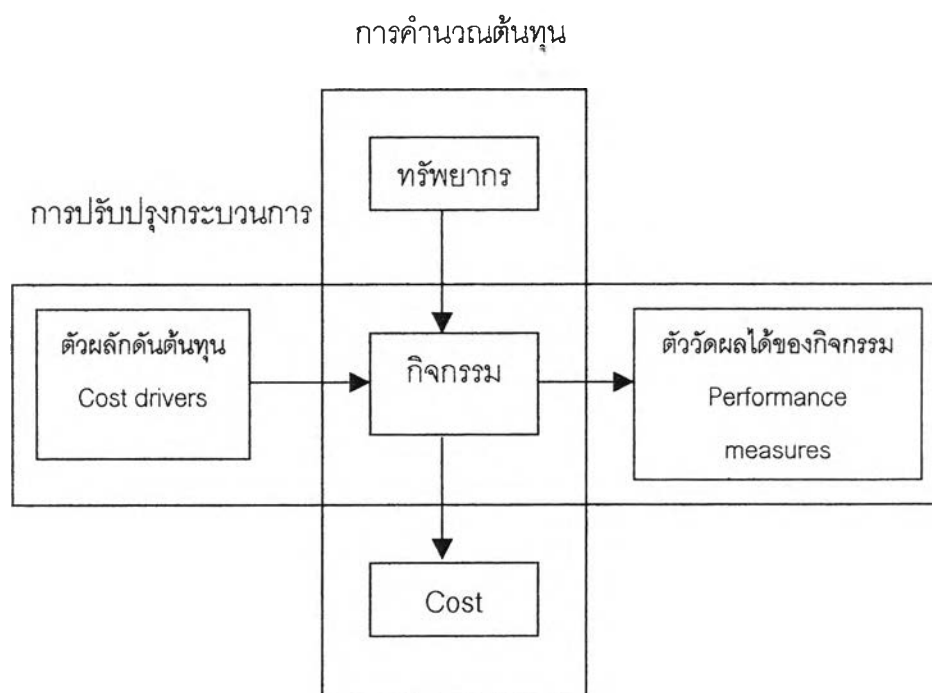 การคำนวณต้นทุน
ทรัพยากร
การปรับปรุงกระบวนการ
ตัวผลักดันต้นทุน
Cost drivers
กิจกรรม
ตัววัดผลได้ของกิจกรรม
Performance
measures
Cost